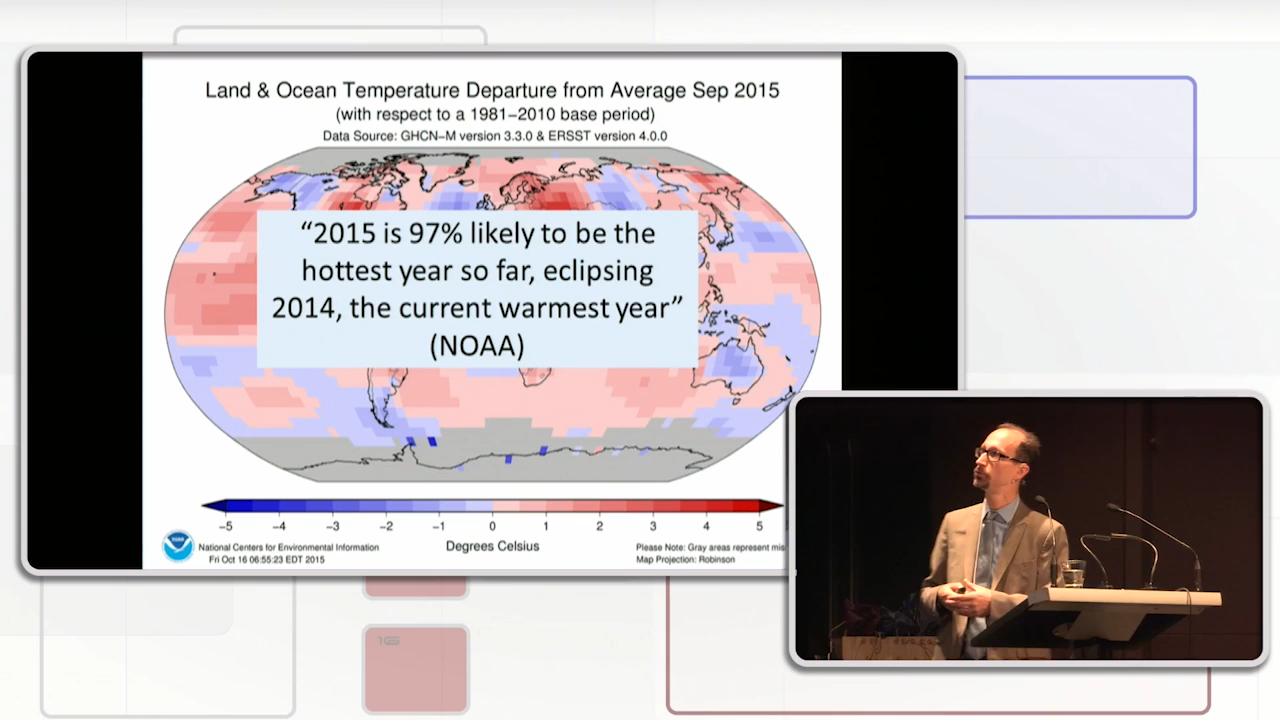 Land & Ocean Temperature Departure from Average Sep 2015
(with respect to a 1981–2010 base period)
Data Source: GHCN–M version 3.3.0 & ERSST version 4.0.0
“2015 is 97% likely to be the
hottest year so far, eclipsing
2014, the current warmest year”
(NOAA)
-5 -4 -3 -2 -1 0 1 2 3 4 5
Degrees Celsius
NOAA
National Centers for Environmental Information
Fri Oct 16 06:55:23 EDT 2015
Please Note: Gray areas represent mis
Map Projection: Robinson